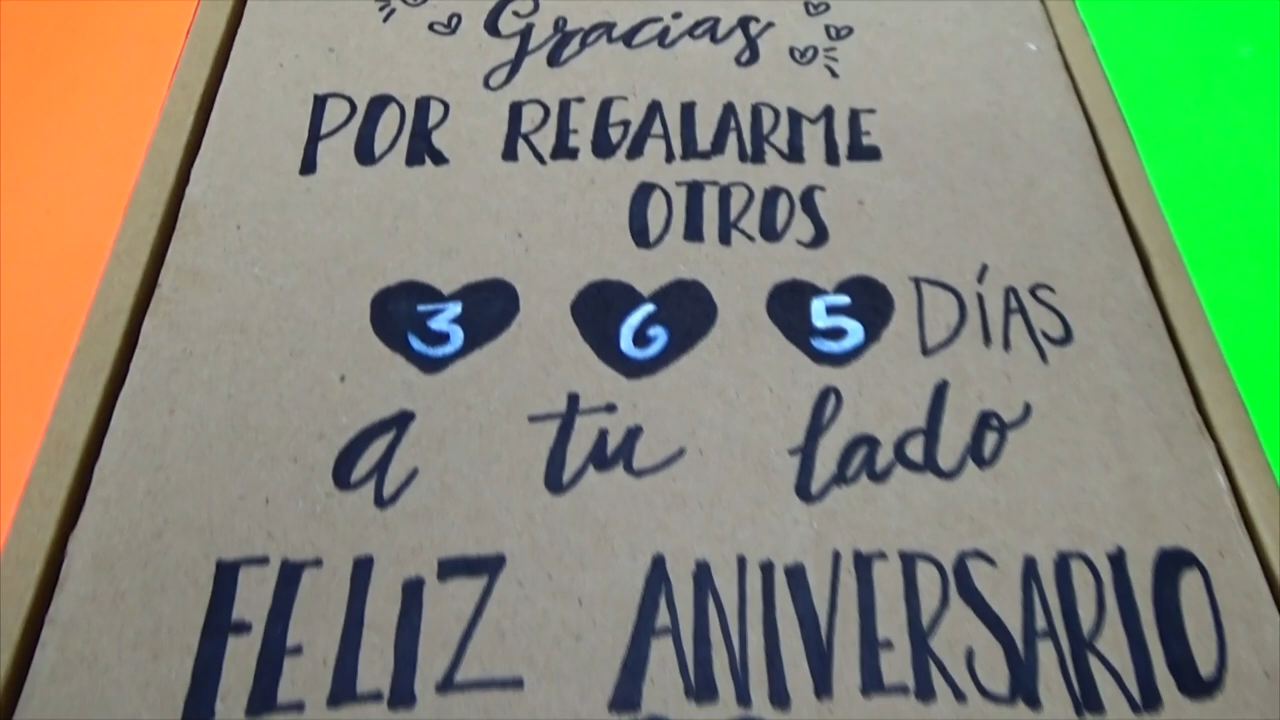 Gracias
POR REGALARME
OTROS
3 6 5 DÍAS
a tu lado
FELIZ ANIVERSARIO